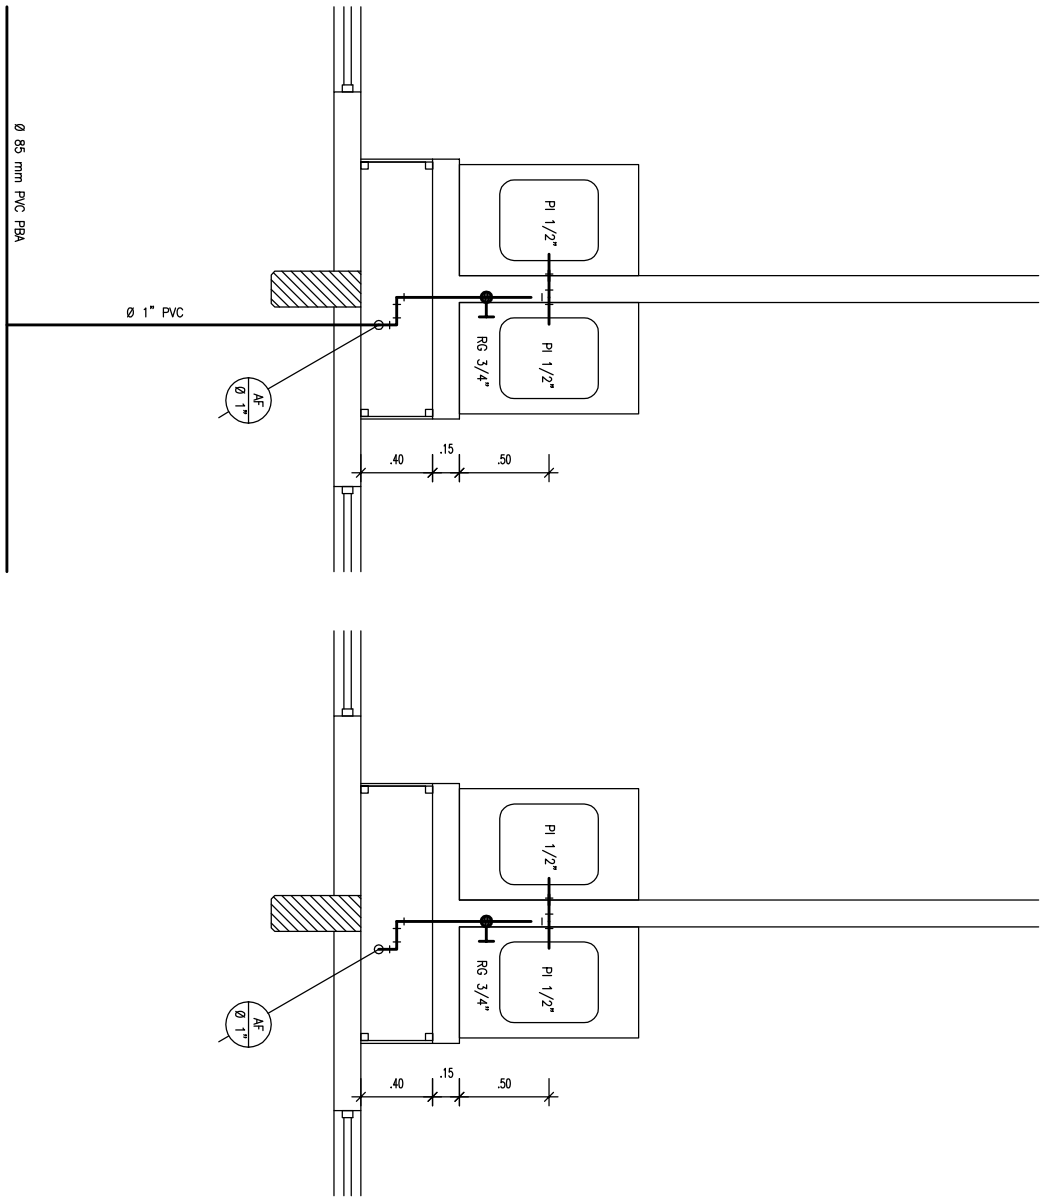 Ø 85 mm PVC PBA
Ø 1" PVC
PI 1/2"
PI 1/2"
RG 3/4"
AF
Ø 1"
.40
.15
.50
PI 1/2"
PI 1/2"
RG 3/4"
AF
Ø 1"
.40
.15
.50